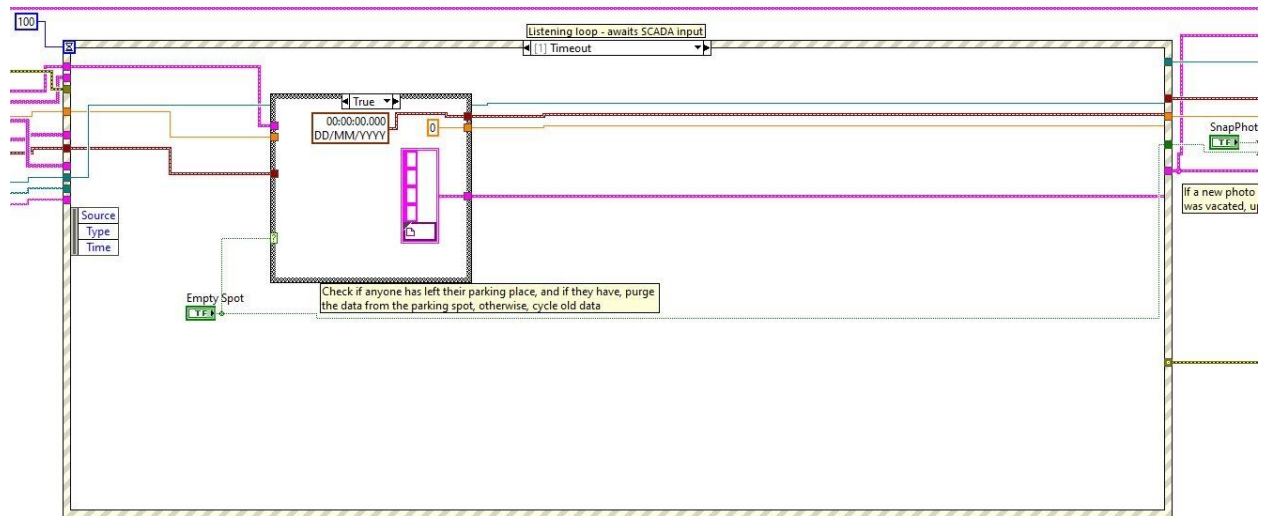 100
Listening loop - awaits SCADA input
[1] Timeout
True
00:00:00.000
DD/MM/YYYY
0
SnapPhot
TF
If a new photo
was vacated, u
Source
Type
Time
?
Empty Spot
TF
Check if anyone has left their parking place, and if they have, purge
the data from the parking spot, otherwise, cycle old data